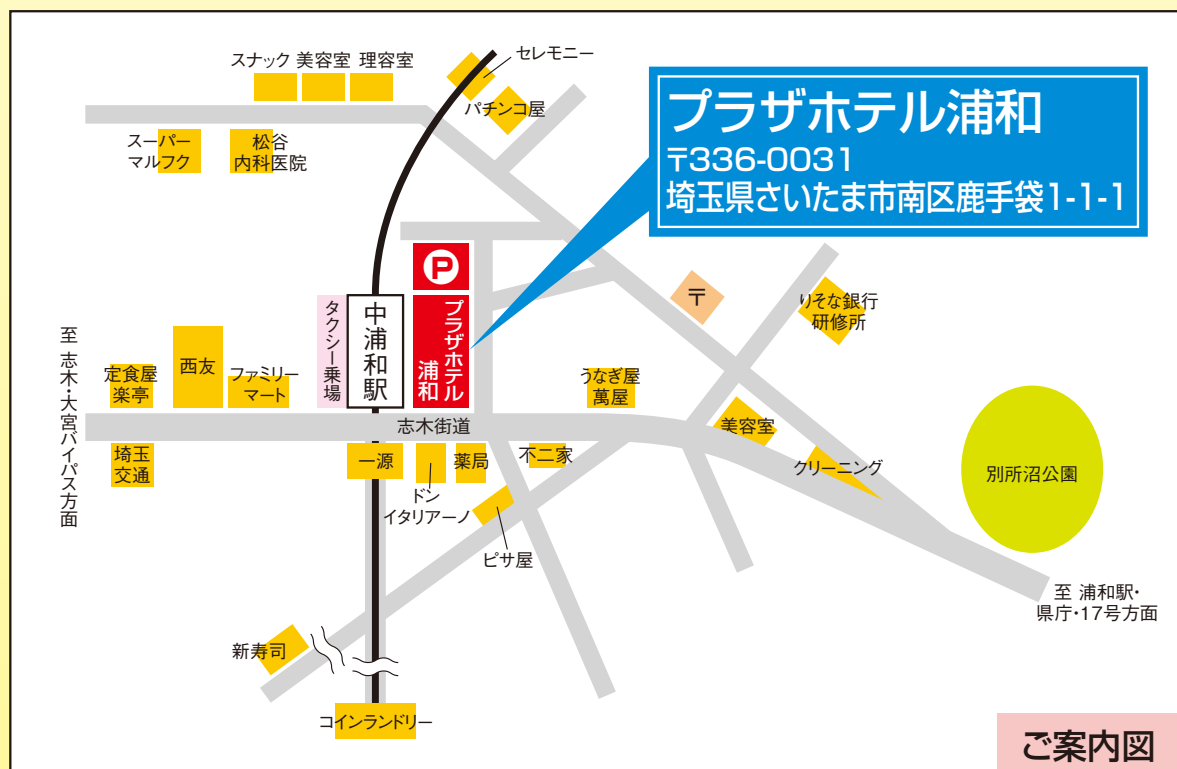 スナック
美容室
理容室
セレモニー
パチンコ屋
スーパー
マルフク
松谷
内科医院
プラザホテル浦和
〒336-0031
埼玉県さいたま市南区鹿手袋1-1-1
P
プラザホテル
浦和
中浦和駅
タクシー乗場
〒
りそな銀行
研修所
至 志木・大宮バイパス方面
定食屋
楽亭
西友
ファミリー
マート
うなぎ屋
萬屋
志木街道
美容室
埼玉
交通
一源
ドン
イタリアーノ
薬局
不二家
クリーニング
別所沼公園
ピサ屋
至 浦和駅・
県庁・17号方面
新寿司
コインランドリー
ご案内図